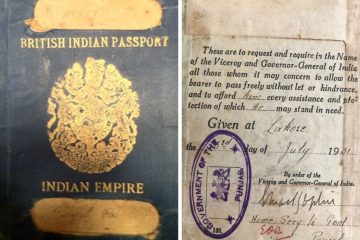 BRITISH INDIAN PASSPORT
INDIAN EMPIRE
These are to request and require in the Name
of the Viceroy and Governor-General of India
all those whom it may concern to allow the
bearer to pass freely without let or hindrance,
and to afford him every assistance and pro-
tection of which he may stand in need.
Given at Lahore
the day of July 1931
By order of the
Viceroy and Governor-General of India
Home Secy to Govt
GOVERNMENT OF THE PUNJAB